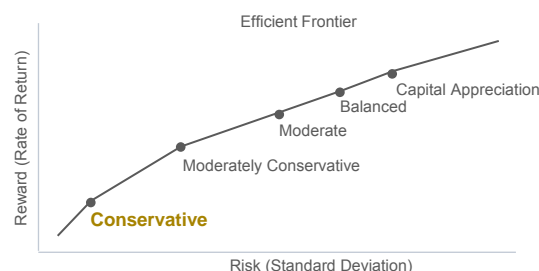 Efficient Frontier
Reward (Rate of Return)
Capital Appreciation
Balanced
Moderate
Moderately Conservative
Conservative
Risk (Standard Deviation)